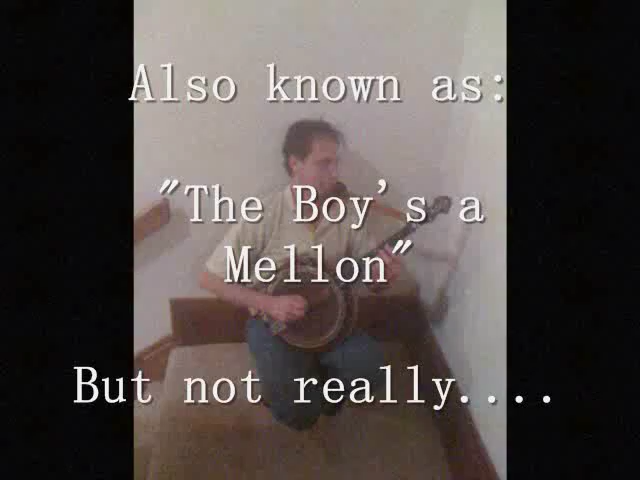 Also known as:
"The Boy's a
Mellon"
But not really....